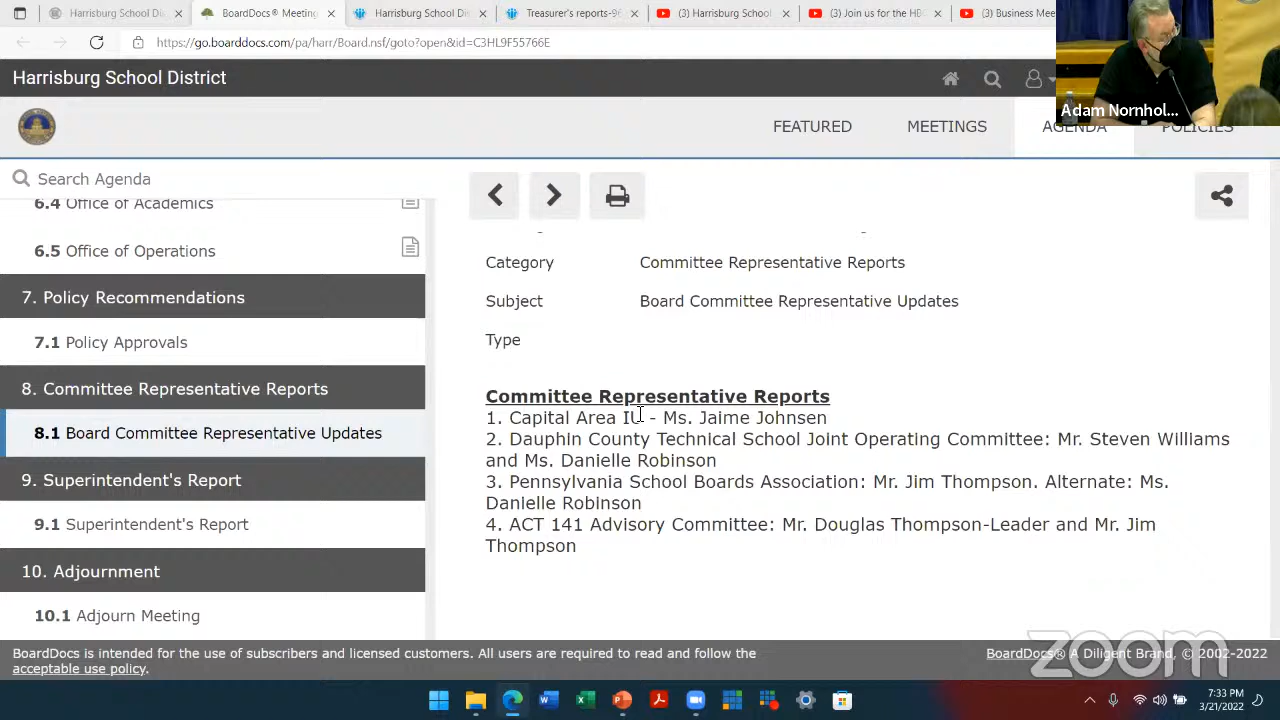 Harrisburg School Di
BoardDocs® Meeting
Harrisburg School Di
Treasurer's reports-96
(3) Harrisburg School
(3) Join us for the HB
(3) Business Mee
https://go.boarddocs.com/pa/harr/Board.nsf/goto?open&id=C3HL9F55766E
Adam Nornhol...
Harrisburg School District
FEATURED
MEETINGS
AGENDA
POLICIES
Search Agenda
6.4 Office of Academics
6.5 Office of Operations
7. Policy Recommendations
7.1 Policy Approvals
8. Committee Representative Reports
8.1 Board Committee Representative Updates
9. Superintendent's Report
9.1 Superintendent's Report
10. Adjournment
10.1 Adjourn Meeting
Category Committee Representative Reports
Subject Board Committee Representative Updates
Type
Committee Representative Reports
1. Capital Area IU - Ms. Jaime Johnsen
2. Dauphin County Technical School Joint Operating Committee: Mr. Steven Williams
and Ms. Danielle Robinson
3. Pennsylvania School Boards Association: Mr. Jim Thompson. Alternate: Ms.
Danielle Robinson
4. ACT 141 Advisory Committee: Mr. Douglas Thompson-Leader and Mr. Jim
Thompson
zoom
BoardDocs is intended for the use of subscribers and licensed customers. All users are required to read and follow the
acceptable use policy.
BoardDocs® A Diligent Brand, © 2002-2022
7:33 PM
3/21/2022